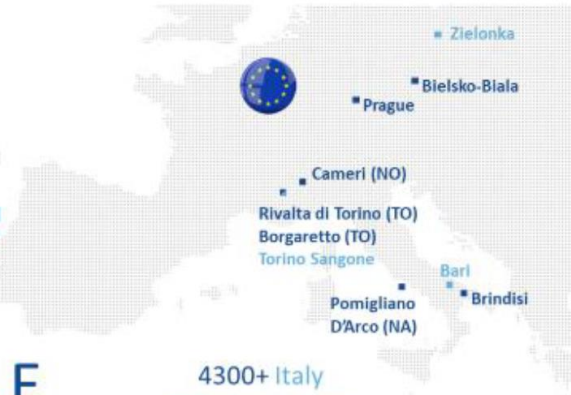 Zielonka
Bielsko-Biala
Prague
Cameri (NO)
Rivalta di Torino (TO)
Borgaretto (TO)
Torino Sangone
Bari
Brindisi
Pomigliano
D'Arco (NA)
4300+ Italy
E